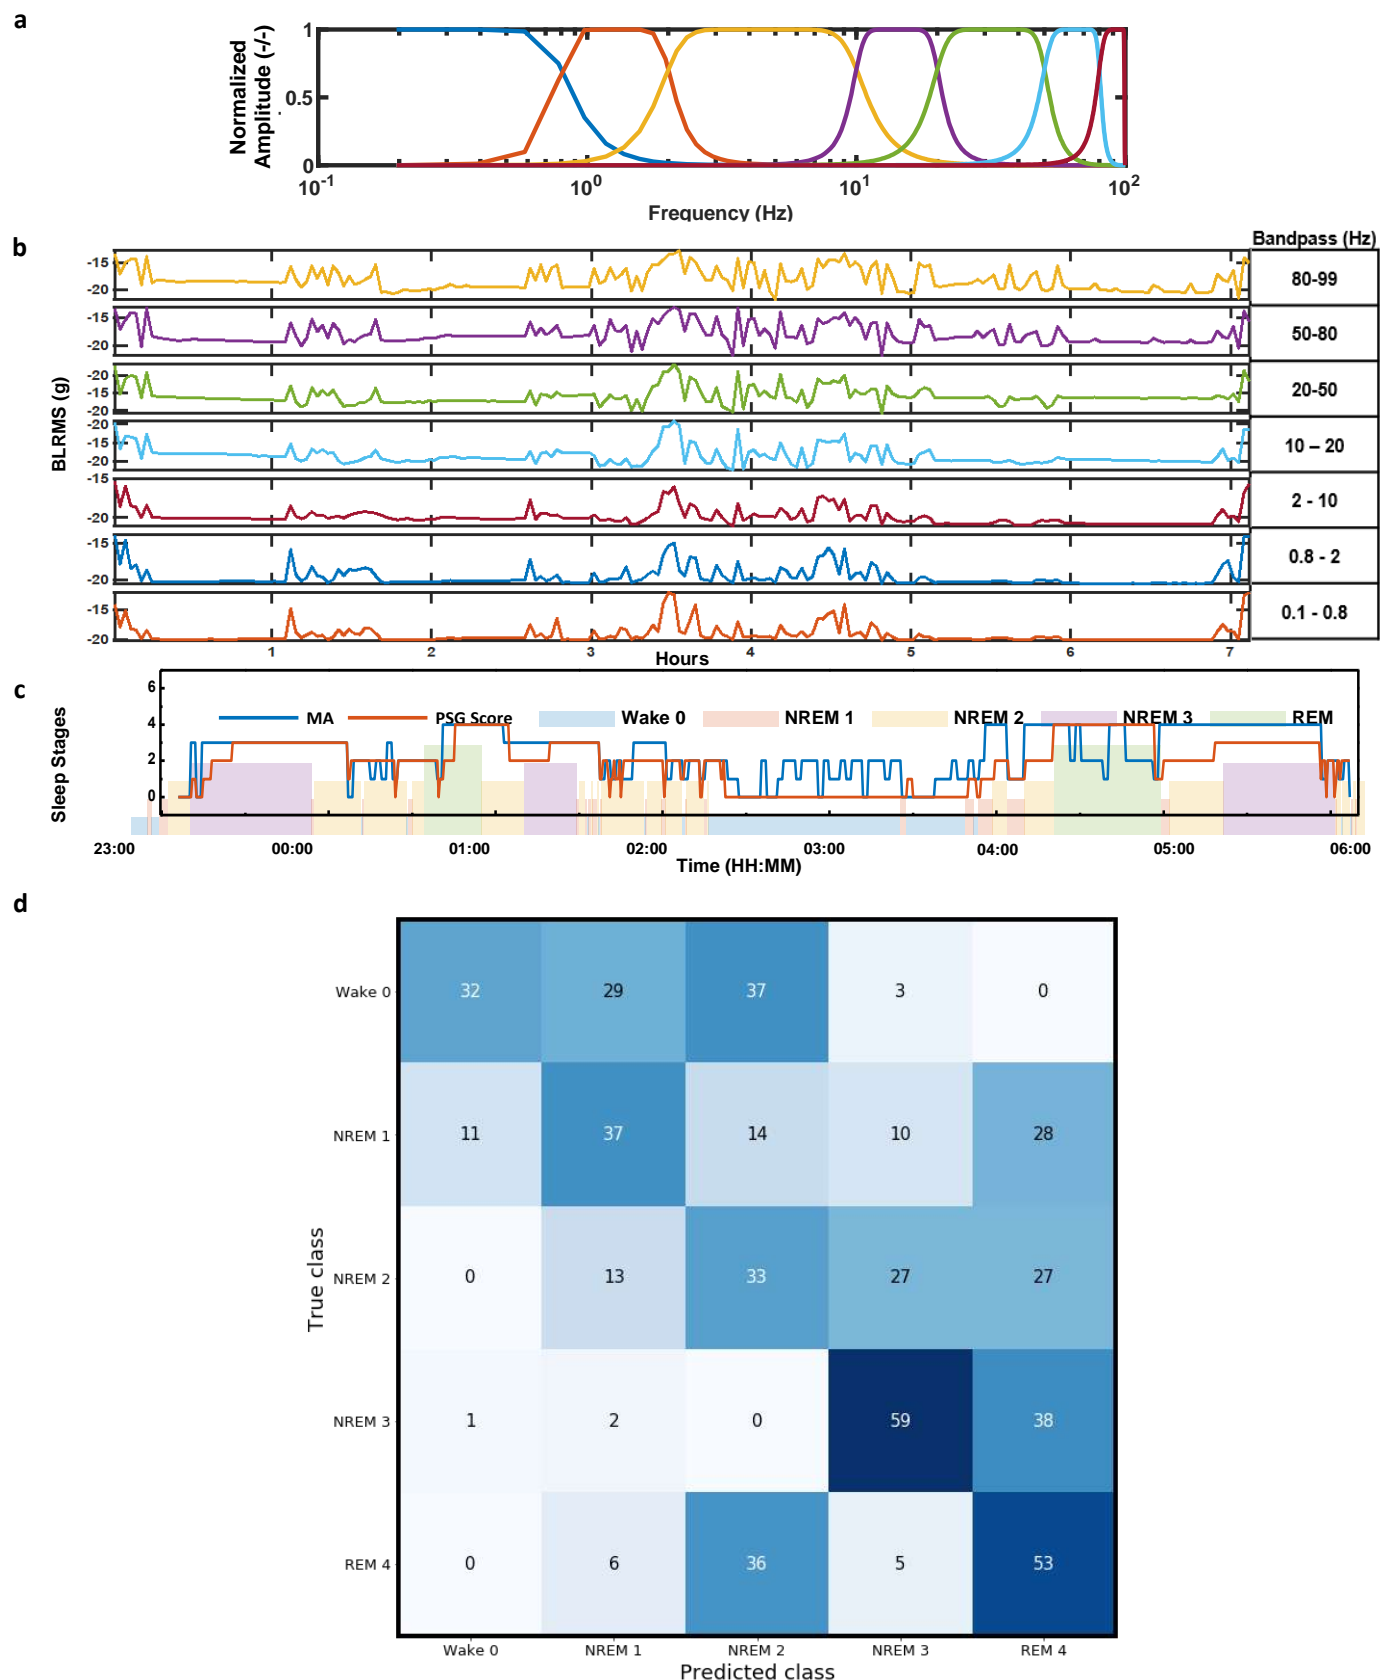 a
Normalized
Amplitude (-/-)
1
0.5
0
10-1
100
101
102
Frequency (Hz)
b
Bandpass (Hz)
BLRMS (g)
-15
-20
80-99
-15
-20
50-80
-20
-15
-20
20-50
-20
-15
-20
10 – 20
-15
-20
2 - 10
-15
-20
0.8 - 2
-15
-20
0.1 - 0.8
1 2 3 4 5 6 7
Hours
c
Sleep Stages
6
4
2
0
MA PSG Score Wake 0 NREM 1 NREM 2 NREM 3 REM
23:00 00:00 01:00 02:00 03:00 04:00 05:00 06:00
Time (HH:MM)
d
True class
Wake 0 32 29 37 3 0
NREM 1 11 37 14 10 28
NREM 2 0 13 33 27 27
NREM 3 1 2 0 59 38
REM 4 0 6 36 5 53
Wake 0 NREM 1 NREM 2 NREM 3 REM 4
Predicted class